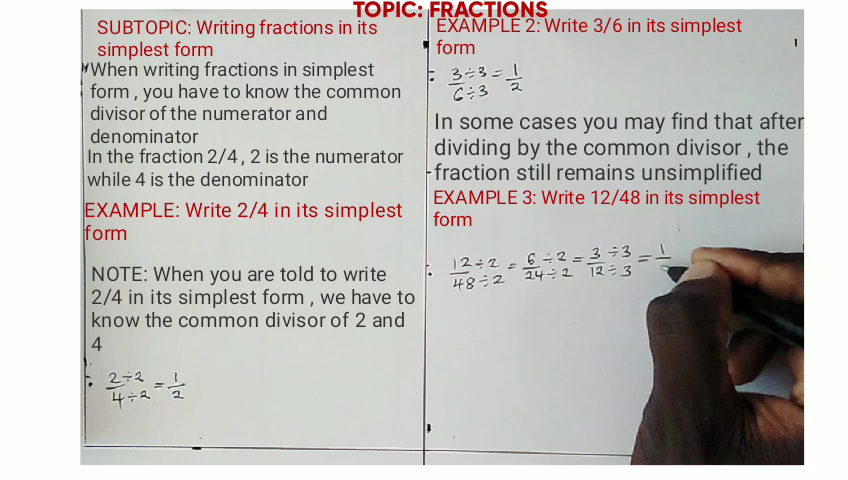 TOPIC: FRACTIONS
SUBTOPIC: Writing fractions in its
simplest form
When writing fractions in simplest
form , you have to know the common
divisor of the numerator and
denominator
In the fraction 2/4 , 2 is the numerator
while 4 is the denominator
EXAMPLE: Write 2/4 in its simplest
form
NOTE: When you are told to write
2/4 in its simplest form , we have to
know the common divisor of 2 and
4
2÷2 = 1
4÷2 2
EXAMPLE 2: Write 3/6 in its simplest
form
3÷3 = 1
6÷3 2
In some cases you may find that after
dividing by the common divisor , the
fraction still remains unsimplified
EXAMPLE 3: Write 12/48 in its simplest
form
12÷2 = 6÷2 = 3÷3 = 1
48÷2 24÷2 12÷3